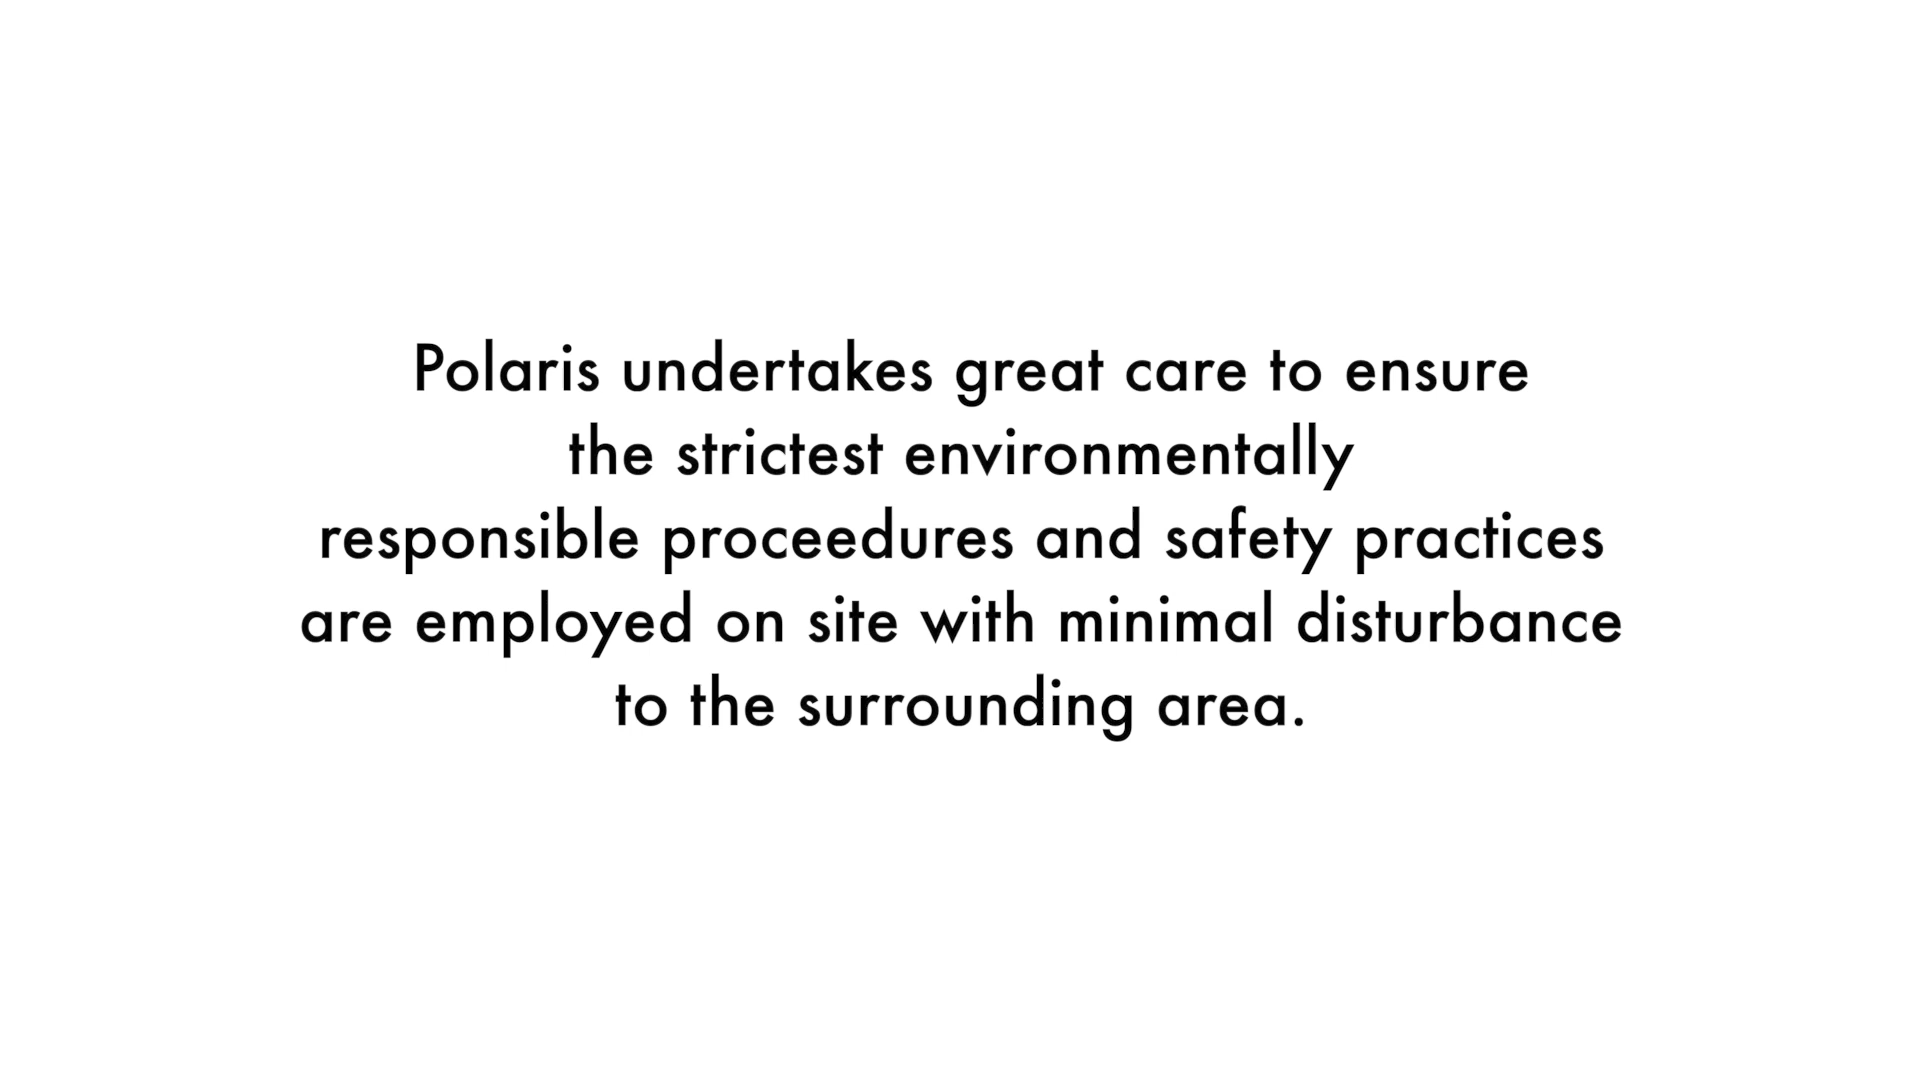 Polaris undertakes great care to ensure
the strictest environmentally
responsible proceedures and safety practices
are employed on site with minimal disturbance
to the surrounding area.